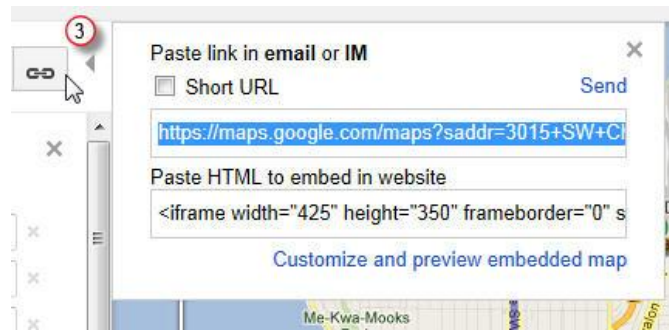 3
Paste link in email or IM
Short URL
Send
https://maps.google.com/maps?saddr=3015+SW+Cl
Paste HTML to embed in website
<iframe width="425" height="350" frameborder="0" s
Customize and preview embedded map
Me-Kwa-Mooks